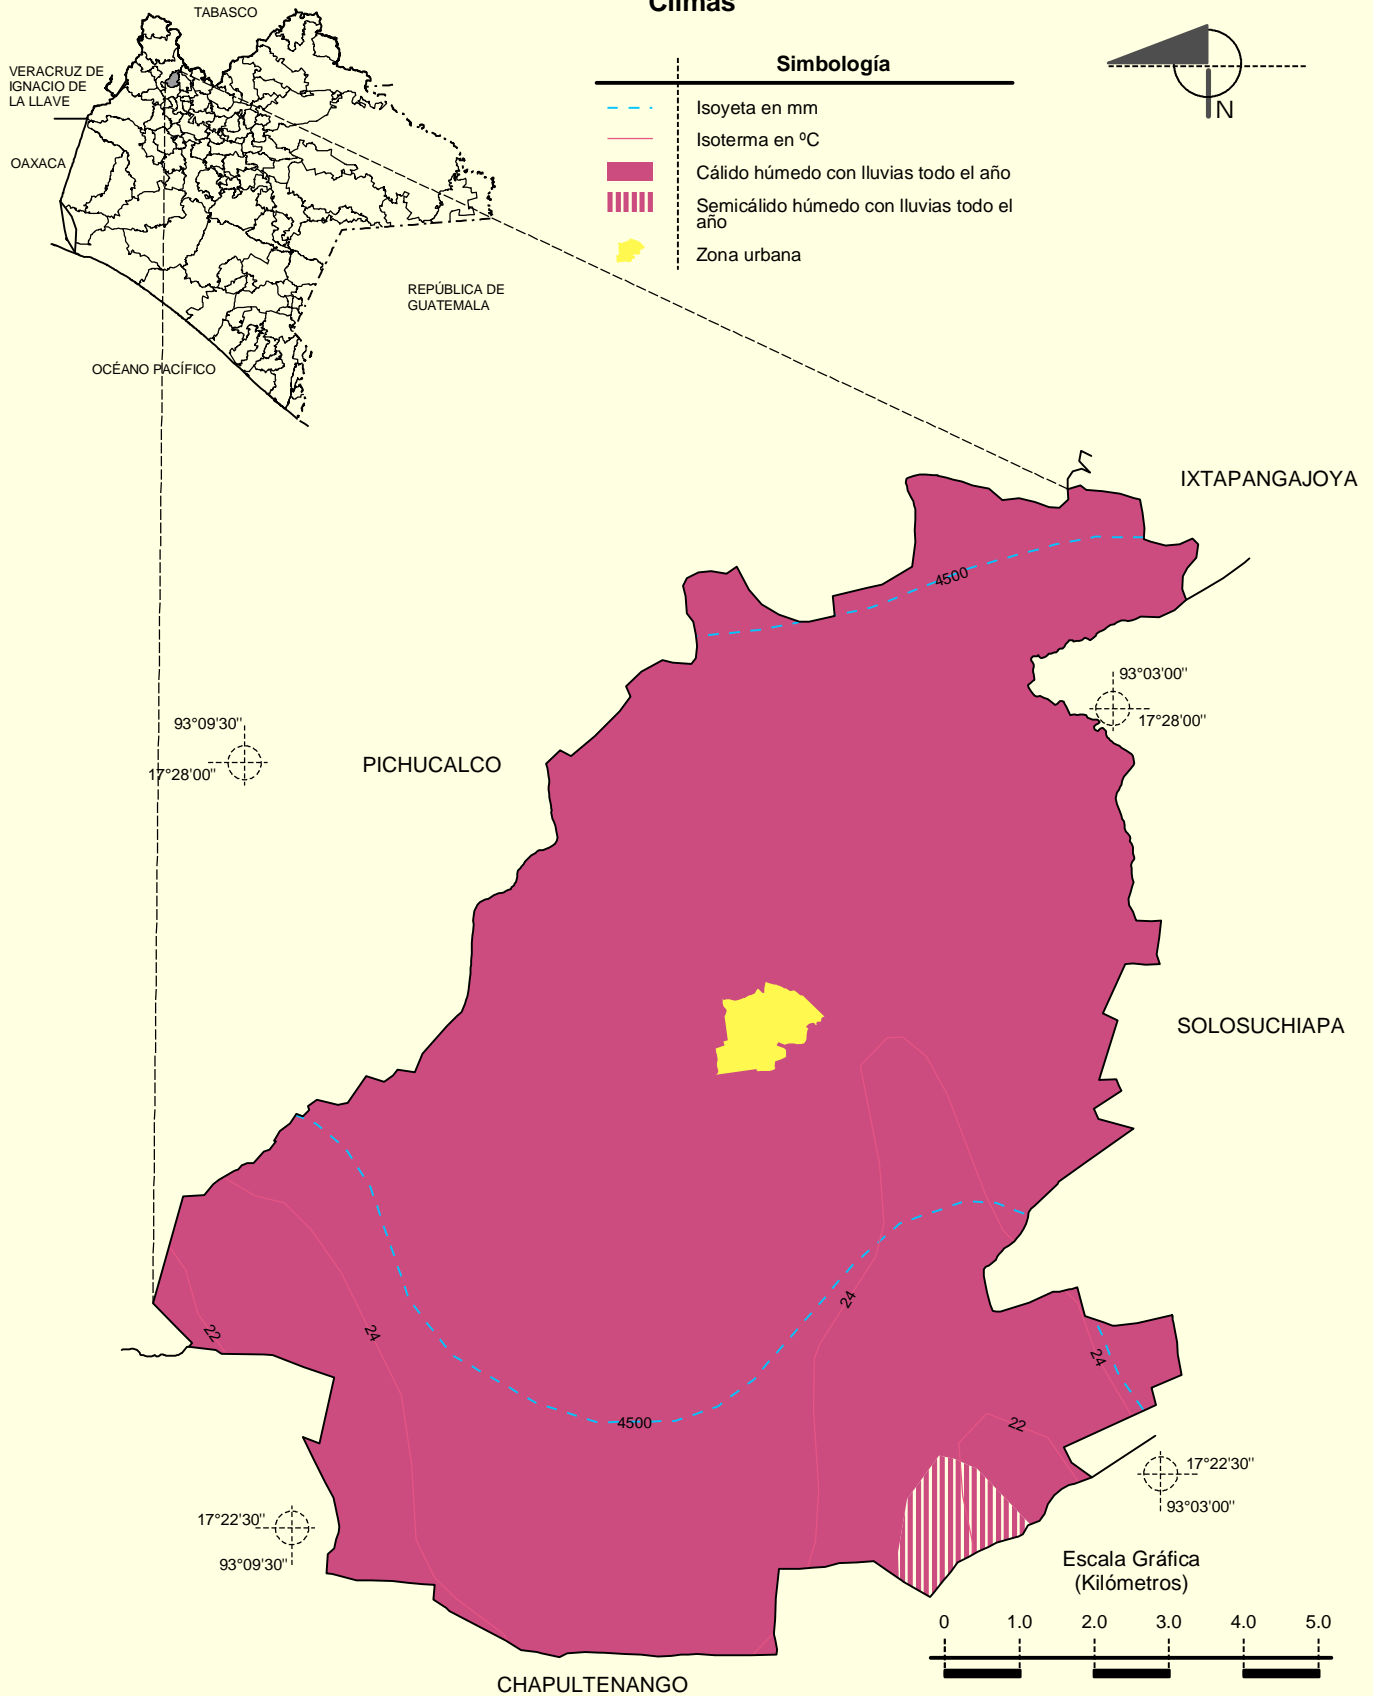 Climas
TABASCO
VERACRUZ DE
IGNACIO DE
LA LLAVE
OAXACA
REPÚBLICA DE
GUATEMALA
OCÉANO PACÍFICO
Simbología
Isoyeta en mm
Isoterma en ºC
Cálido húmedo con lluvias todo el año
Semicálido húmedo con lluvias todo el
año
Zona urbana
N
IXTAPANGAJOYA
4500
93°03'00"
17°28'00"
93°09'30"
17°28'00"
PICHUCALCO
SOLOSUCHIAPA
22
24
24
24
4500
22
17°22'30"
93°03'00"
17°22'30"
93°09'30"
Escala Gráfica
(Kilómetros)
0 1.0 2.0 3.0 4.0 5.0
CHAPULTENANGO